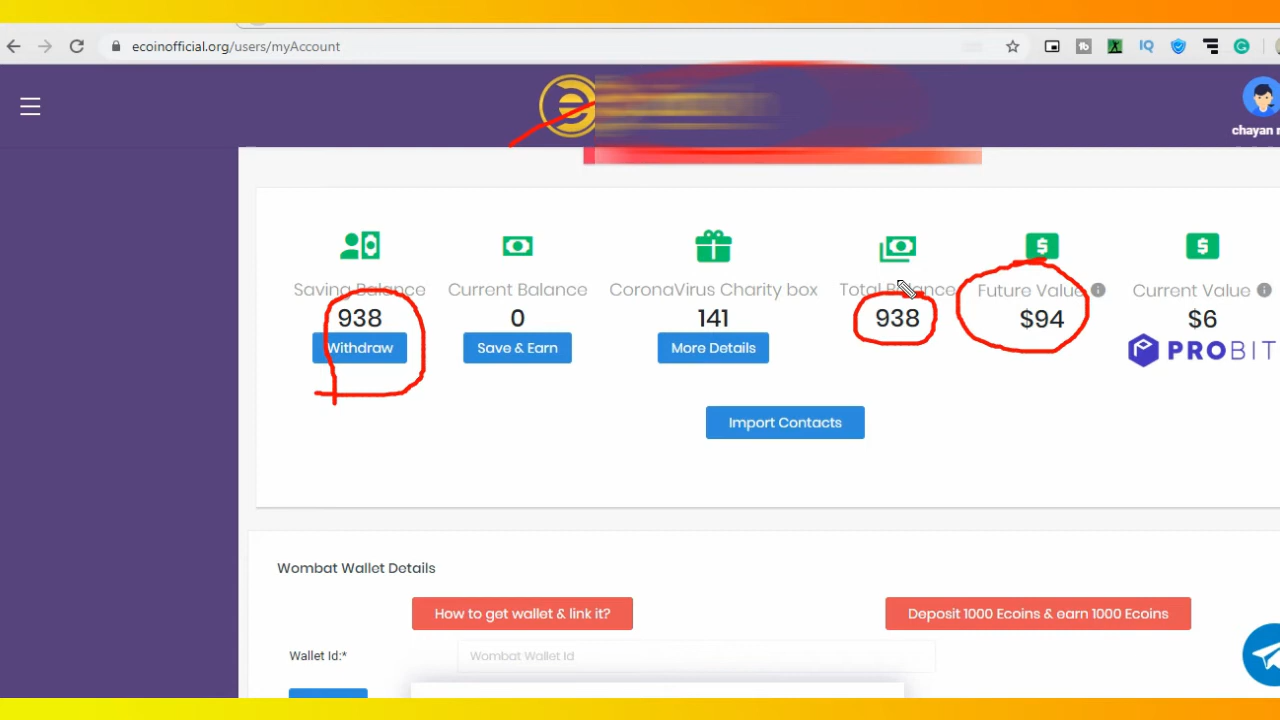 ecoinofficial.org/users/myAccount
IQ
chayan
Saving Balance
938
Withdraw
Current Balance
0
Save & Earn
CoronaVirus Charity box
141
More Details
Total Balance
938
Future Value
$94
Current Value
$6
PROBIT
Import Contacts
Wombat Wallet Details
How to get wallet & link it?
Deposit 1000 Ecoins & earn 1000 Ecoins
Wallet Id:*
Wombat Wallet Id